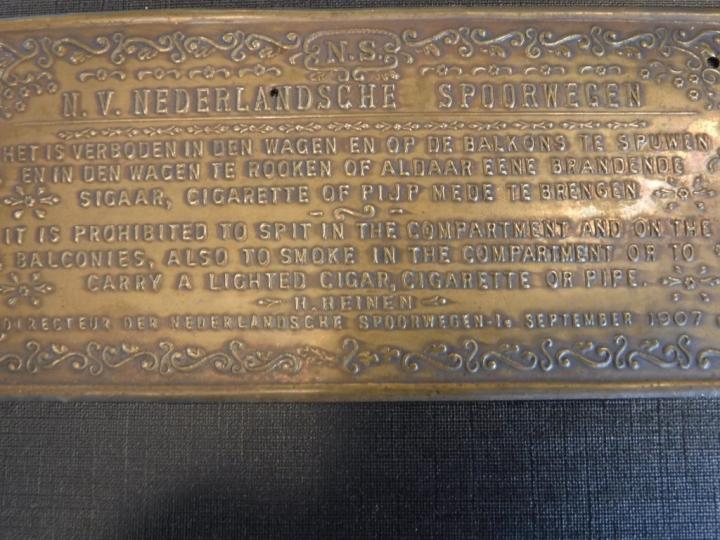 N.S.
N.V. NEDERLANDSCHE SPOORWEGEN
HET IS VERBODEN IN DEN WAGEN EN OP DE BALKONS TE SPUWEN
EN IN DEN WAGEN TE ROOKEN OF ALDAAR EENE BRANDENDE
SIGAAR, CIGARETTE OF PIJP MEDE TE BRENGEN
IT IS PROHIBITED TO SPIT IN THE COMPARTMENT AND ON THE
BALCONIES, ALSO TO SMOKE IN THE COMPARTMENT OR TO
CARRY A LIGHTED CIGAR, CIGARETTE OR PIPE.
H. REINEN
DIRECTEUR DER NEDERLANDSCHE SPOORWEGEN-1e SEPTEMBER 1907